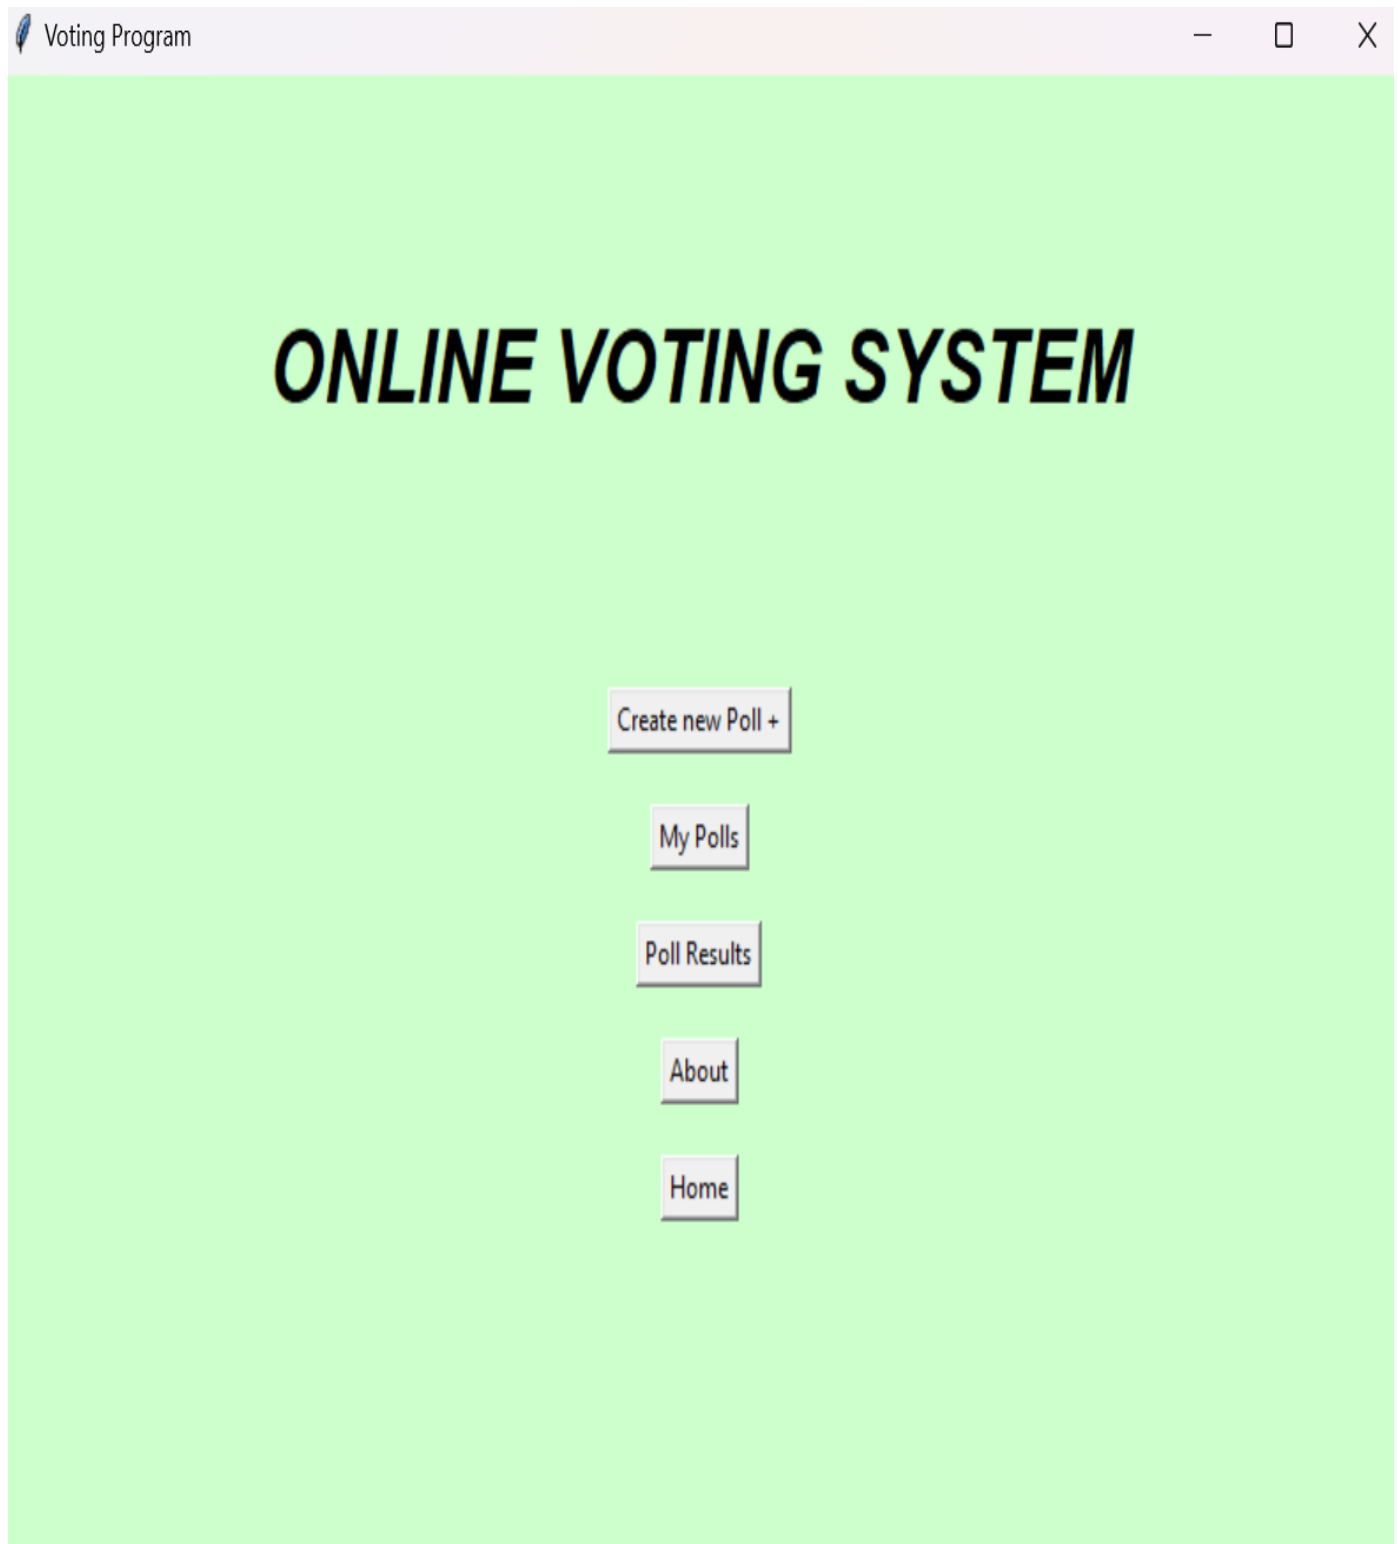 Voting Program
ONLINE VOTING SYSTEM
Create new Poll +
My Polls
Poll Results
About
Home